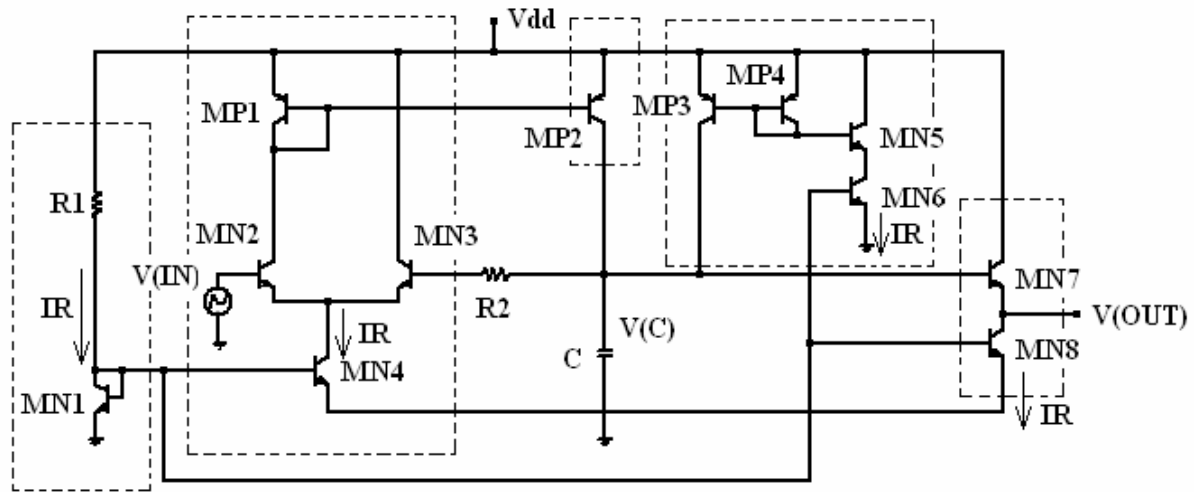 Vdd
MP1
MP2
MP3
MP4
MN5
R1
MN6
MN2
MN3
IR
V(IN)
MN7
IR
R2
V(OUT)
IR
V(C)
C
MN4
MN8
MN1
IR